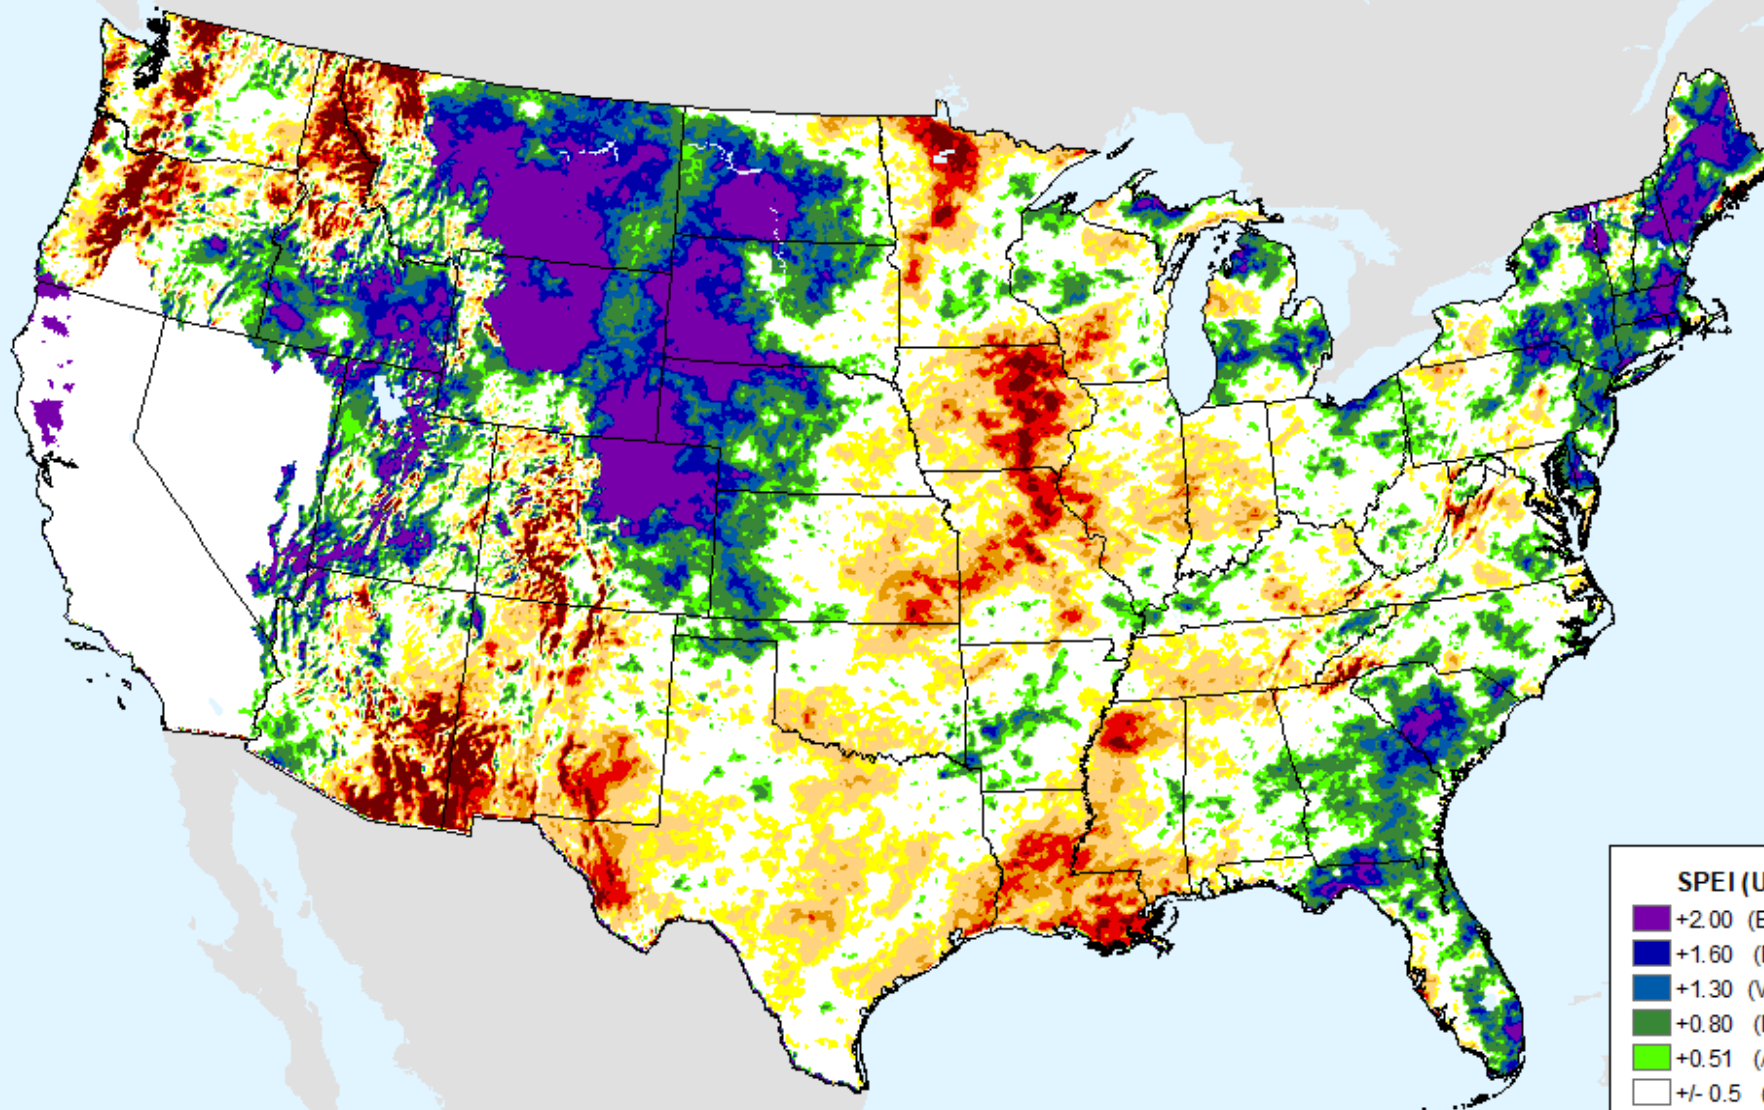 SPEI (U
+2.00 (E
+1.60 (
+1.30 (V
+0.80 (
+0.51 (
+/- 0.5 (